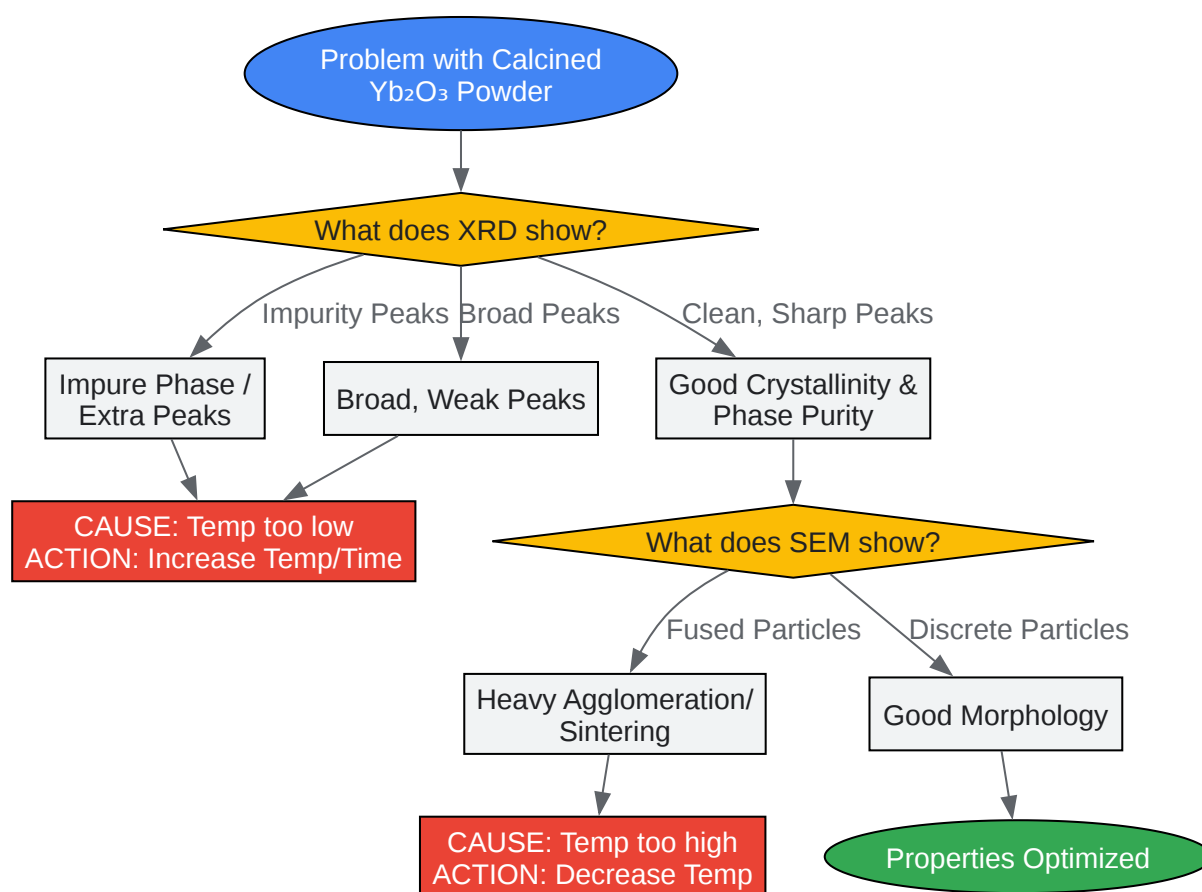 Problem with Calcined
Yb₂O₃ Powder
What does XRD show?
Impurity Peaks
Broad Peaks
Clean, Sharp Peaks
Impure Phase /
Extra Peaks
Broad, Weak Peaks
Good Crystallinity &
Phase Purity
CAUSE: Temp too low
ACTION: Increase Temp/Time
What does SEM show?
Fused Particles
Discrete Particles
Heavy Agglomeration/
Sintering
Good Morphology
CAUSE: Temp too high
ACTION: Decrease Temp
Properties Optimized